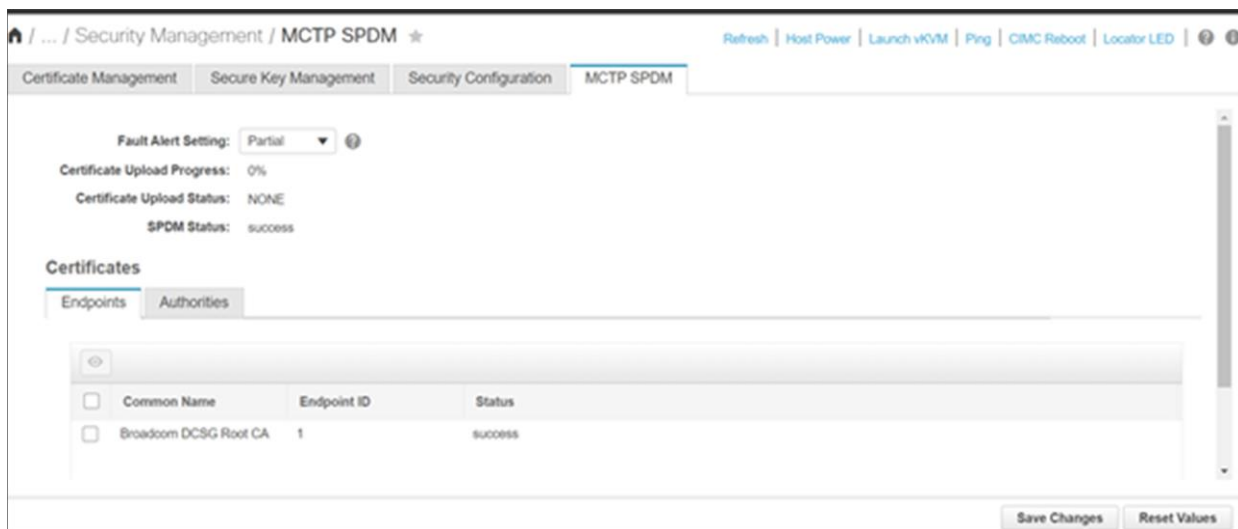 / ... / Security Management / MCTP SPDM
Refresh | Host Power | Launch vKVM | Ping | CIMC Reboot | Locator LED |
Certificate Management Secure Key Management Security Configuration MCTP SPDM
Fault Alert Setting: Partial
Certificate Upload Progress: 0%
Certificate Upload Status: NONE
SPDM Status: success
Certificates
Endpoints Authorities
Common Name Endpoint ID Status
Broadcom DCSG Root CA 1 success
Save Changes Reset Values